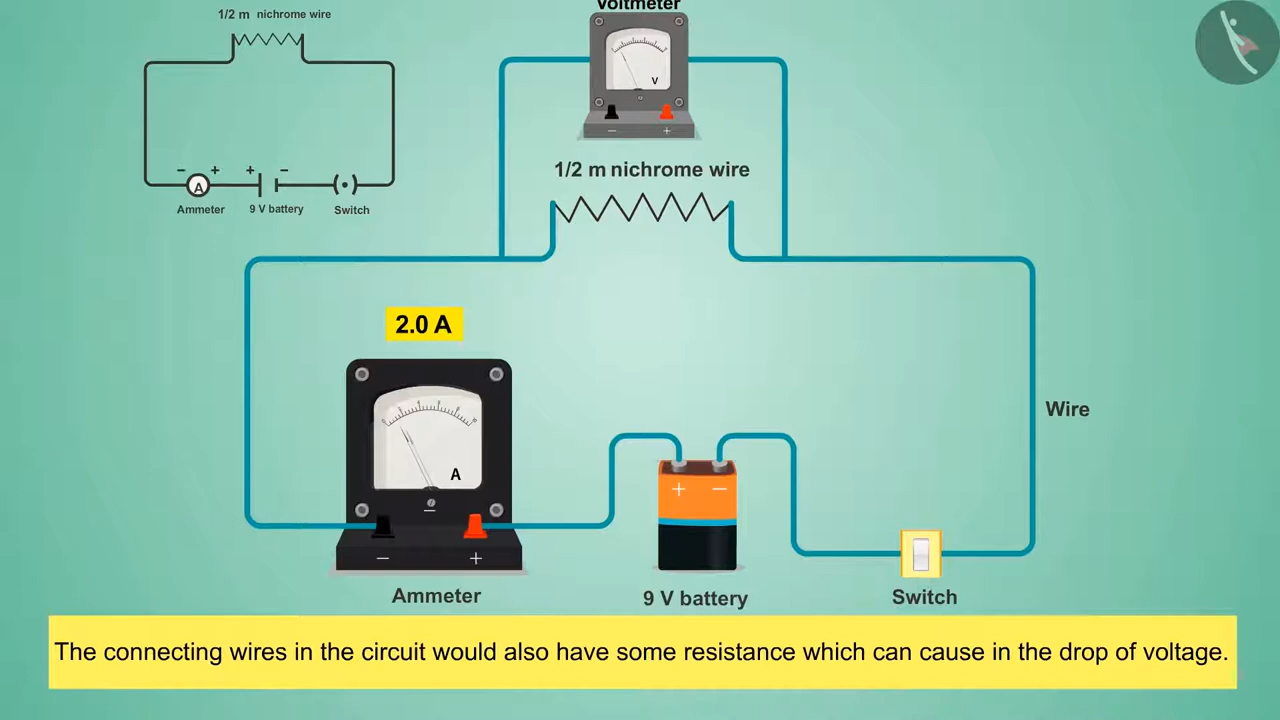 1/2 m nichrome wire
− + + −
A
Ammeter 9 V battery Switch
Voltmeter
V
− +
1/2 m nichrome wire
2.0 A
A
− +
Ammeter
+ −
9 V battery
Switch
Wire
The connecting wires in the circuit would also have some resistance which can cause in the drop of voltage.